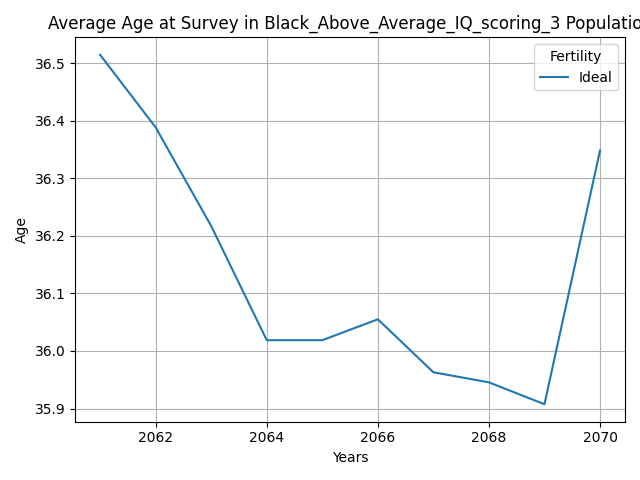 Average Age at Survey in Black_Above_Average_IQ_scoring_3 Populatio
Fertility
Ideal
36.5
36.4
36.3
36.2
36.1
36.0
35.9
Age
2062 2064 2066 2068 2070
Years